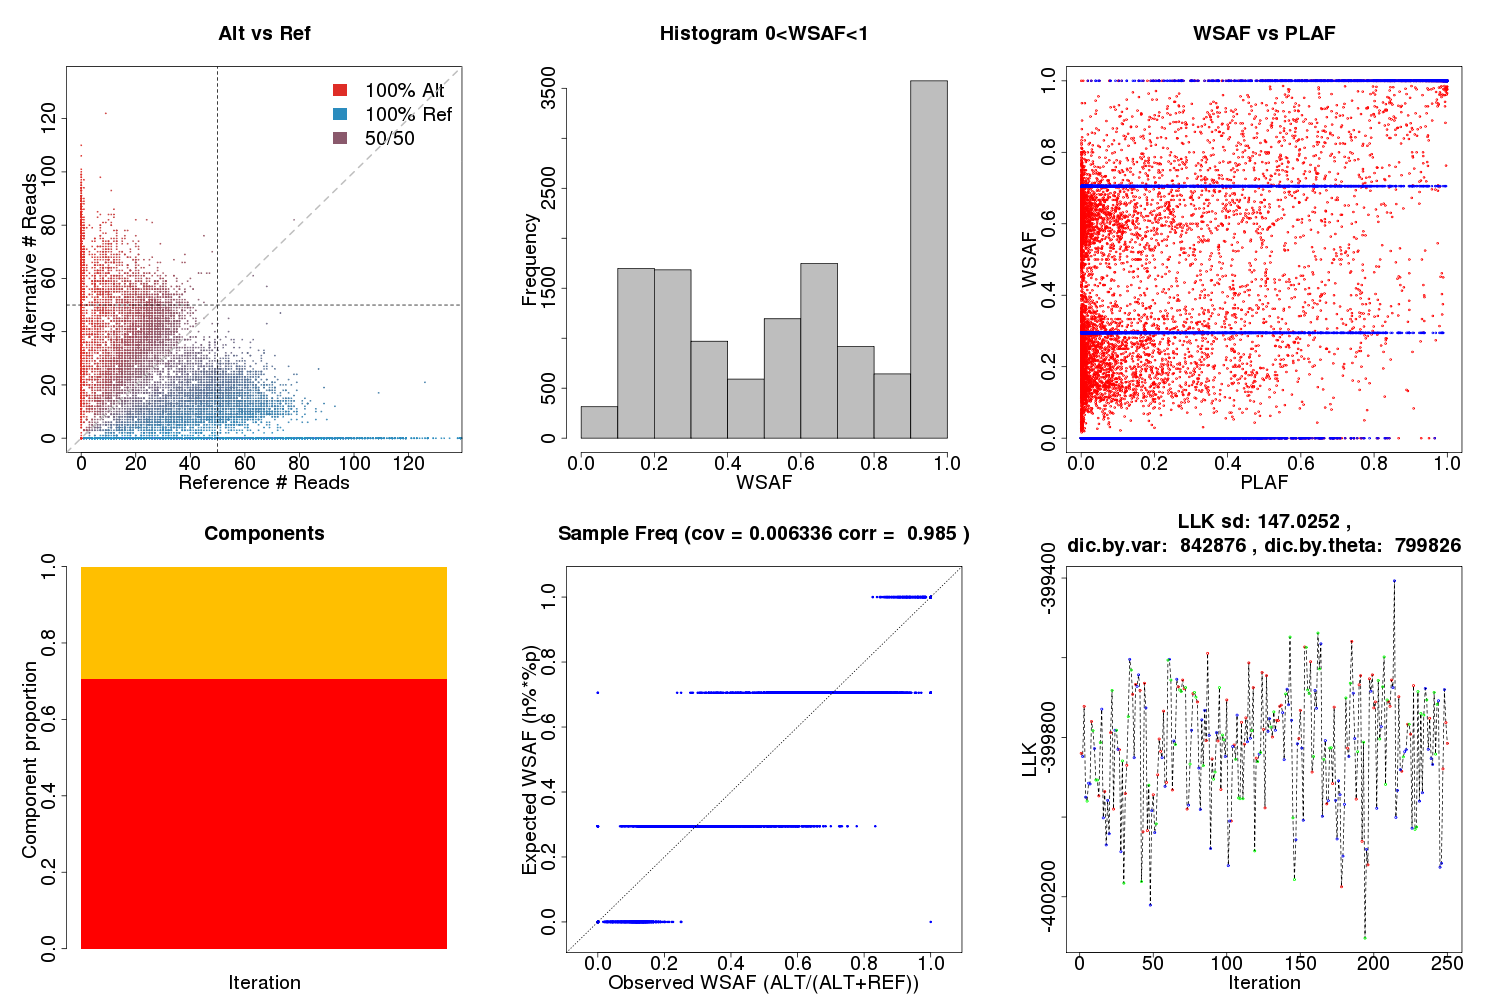 Alt vs Ref
100% Alt
100% Ref
50/50
Alternative # Reads
0 20 40 60 80 100 120
0 20 40 60 80 100 120
Reference # Reads
Histogram 0<WSAF<1
Frequency
0 500 1500 2500 3500
0.0 0.2 0.4 0.6 0.8 1.0
WSAF
WSAF vs PLAF
WSAF
0.0 0.2 0.4 0.6 0.8 1.0
0.0 0.2 0.4 0.6 0.8 1.0
PLAF
Components
Component proportion
0.0 0.2 0.4 0.6 0.8 1.0
Iteration
Sample Freq (cov = 0.006336 corr = 0.985 )
Expected WSAF (h%*%p)
0.0 0.2 0.4 0.6 0.8 1.0
0.0 0.2 0.4 0.6 0.8 1.0
Observed WSAF (ALT/(ALT+REF))
LLK sd: 147.0252 ,
dic.by.var: 842876 , dic.by.theta: 799826
LLK
-400200 -399800 -399400
0 50 100 150 200 250
Iteration